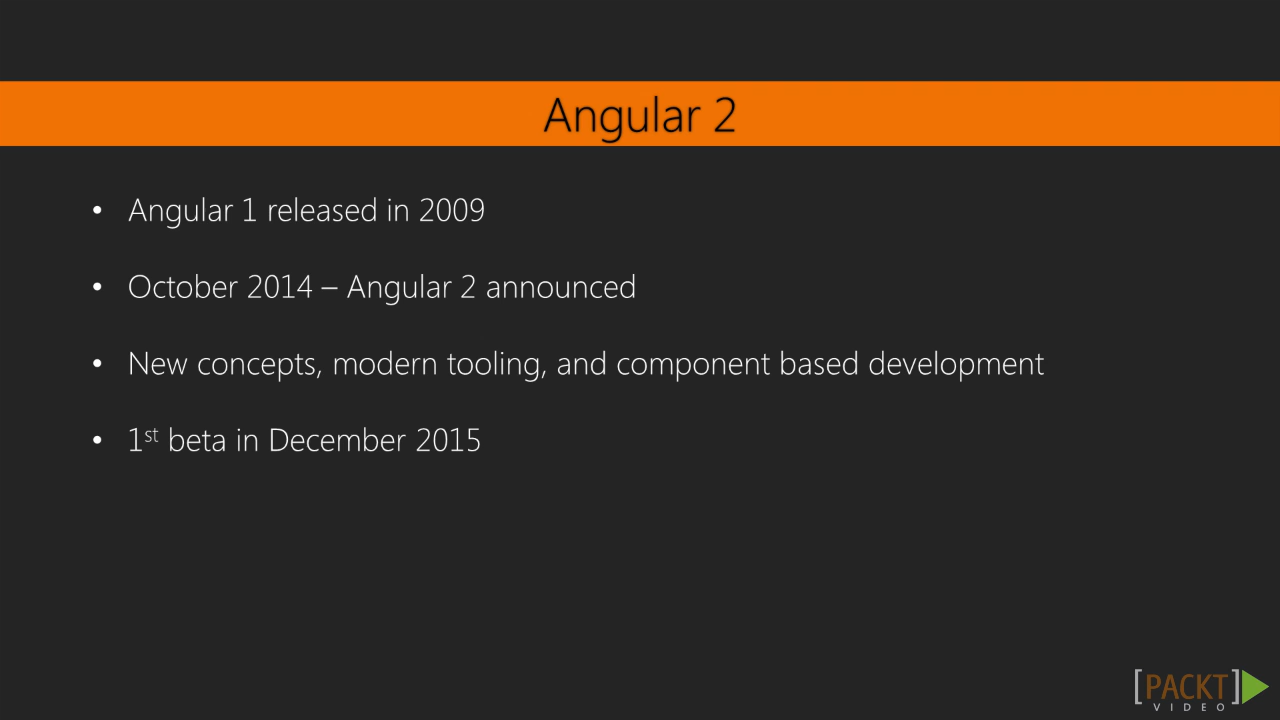 Angular 2
• Angular 1 released in 2009
• October 2014 – Angular 2 announced
• New concepts, modern tooling, and component based development
• 1st beta in December 2015
[PACKT]
VIDEO